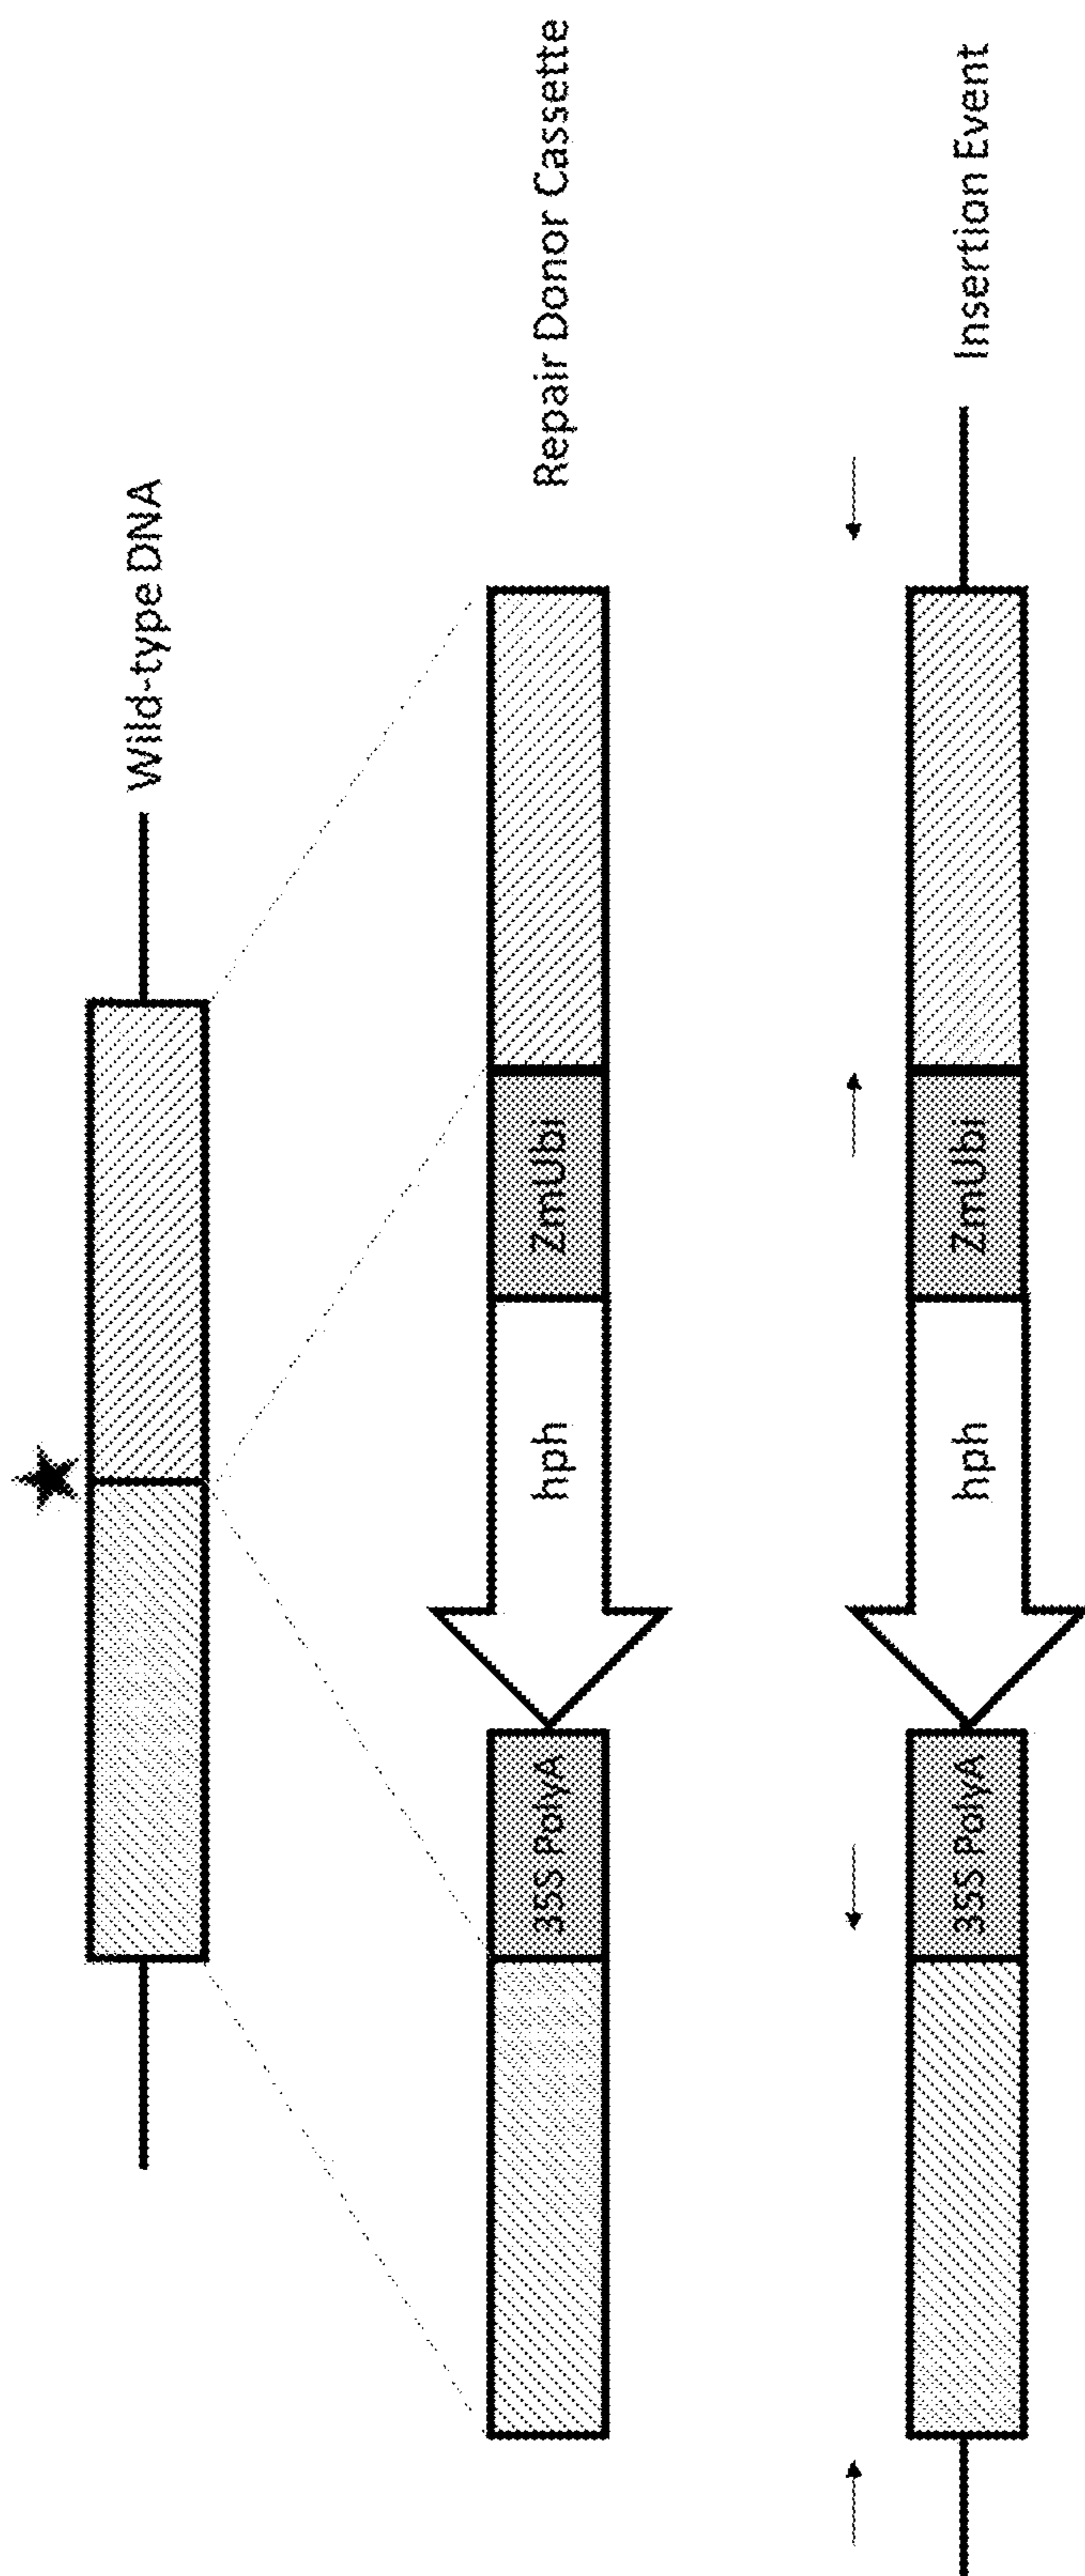 Wild-type DNA
35S PolyA
hph
ZmUbi
Repair Donor Cassette
35S PolyA
hph
ZmUbi
Insertion Event